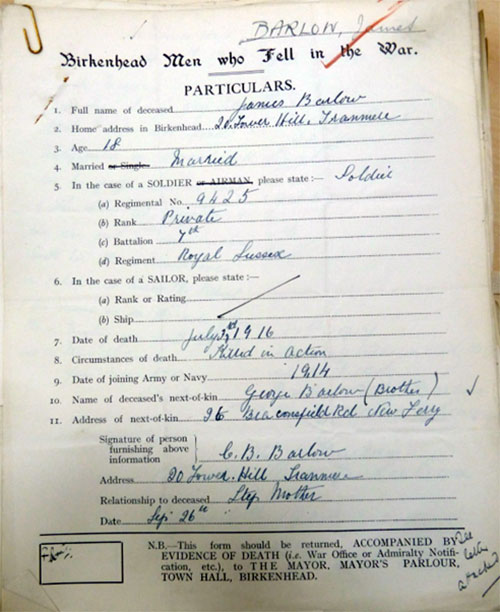 BARLOW, James
Birkenhead Men who Fell in the War.
PARTICULARS.
1. Full name of deceased James Barlow
2. Home address in Birkenhead 20 Tower Hill, Tranmere
3. Age 18
4. Married or Single Married
5. In the case of a SOLDIER or AIRMAN, please state :— Soldier
(a) Regimental No. 9425
(b) Rank Private
(c) Battalion 7th
(d) Regiment Royal Sussex
6. In the case of a SAILOR, please state :—
(a) Rank or Rating
(b) Ship
7. Date of death July 1916
8. Circumstances of death Killed in action
9. Date of joining Army or Navy 1914
10. Name of deceased's next-of-kin George Barlow (Brother)
11. Address of next-of-kin 26 Beaconsfield Rd New Ferry
Signature of person
furnishing above
information C. B. Barlow
Address 20 Tower Hill Tranmere
Relationship to deceased Step Mother
Date Sep 26th
N.B.—This form should be returned, ACCOMPANIED BY
EVIDENCE OF DEATH (i.e. War Office or Admiralty Notifi-
cation, etc.), to THE MAYOR, MAYOR'S PARLOUR,
TOWN HALL, BIRKENHEAD.
letter
attached